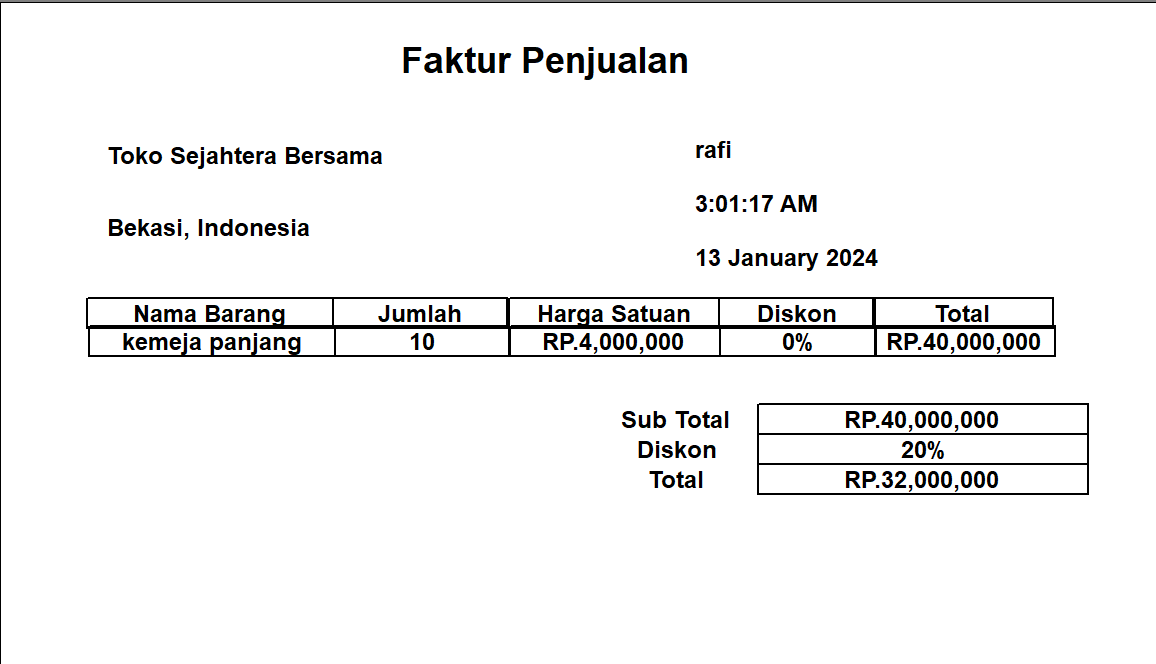 Faktur Penjualan
Toko Sejahtera Bersama
rafi
3:01:17 AM
Bekasi, Indonesia
13 January 2024
Nama Barang Jumlah Harga Satuan Diskon Total
kemeja panjang 10 RP.4,000,000 0% RP.40,000,000
Sub Total RP.40,000,000
Diskon 20%
Total RP.32,000,000